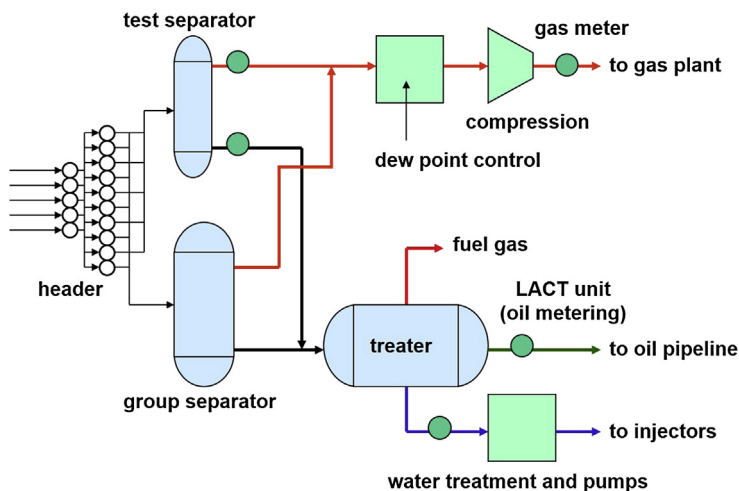 test separator
gas meter
to gas plant
compression
dew point control
header
fuel gas
LACT unit
(oil metering)
treater
to oil pipeline
group separator
to injectors
water treatment and pumps